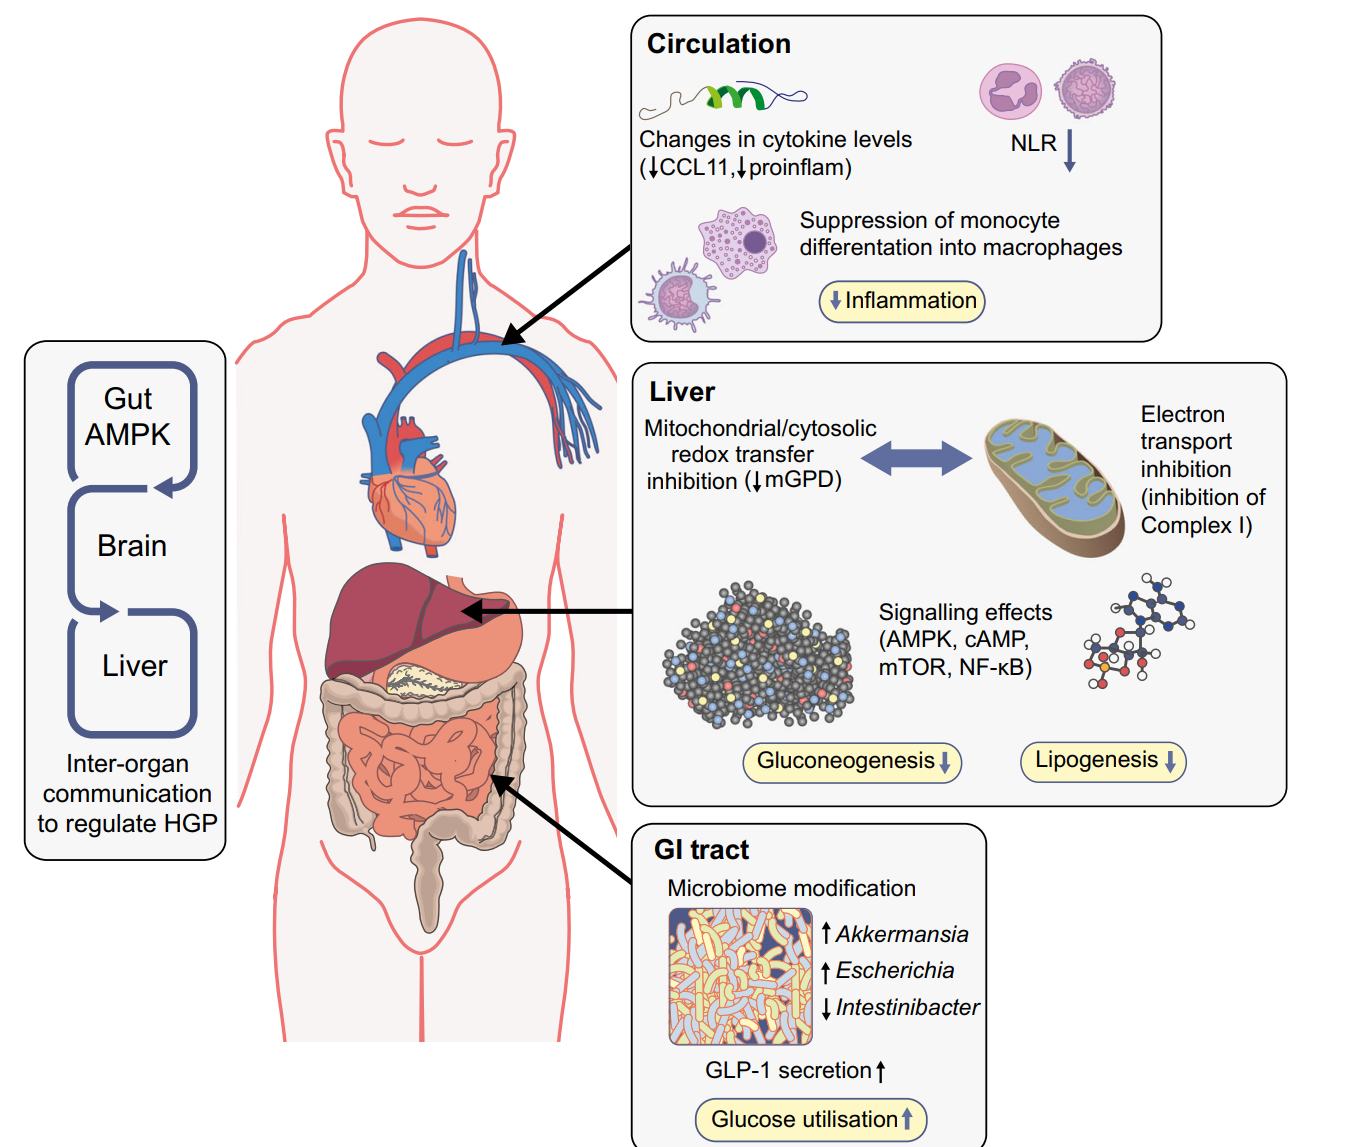 Circulation
Changes in cytokine levels
(↓CCL11,↓proinflam)
NLR ↓
Suppression of monocyte
differentation into macrophages
↓ Inflammation
Gut
AMPK
Brain
Liver
Inter-organ
communication
to regulate HGP
Liver
Mitochondrial/cytosolic
redox transfer
inhibition (↓mGPD)
Electron
transport
inhibition
(inhibition of
Complex I)
Signalling effects
(AMPK, cAMP,
mTOR, NF-κB)
Gluconeogenesis ↓
Lipogenesis ↓
GI tract
Microbiome modification
↑ Akkermansia
↑ Escherichia
↓ Intestinibacter
GLP-1 secretion ↑
Glucose utilisation ↑